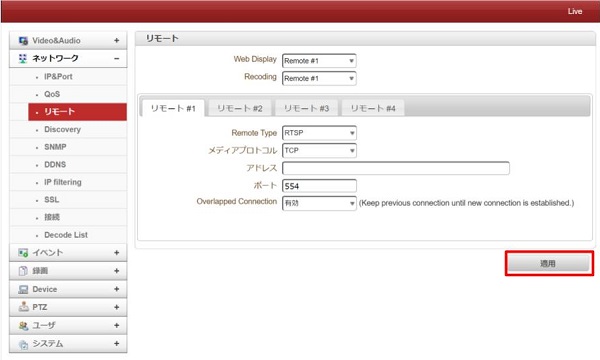 Live
Video&Audio +
ネットワーク −
IP&Port
QoS
リモート
Discovery
SNMP
DDNS
IP filtering
SSL
接続
Decode List
イベント +
録画 +
Device +
PTZ +
ユーザ +
システム +
リモート
Web Display Remote #1
Recoding Remote #1
リモート #1 リモート #2 リモート #3 リモート #4
Remote Type RTSP
メディアプロトコル TCP
アドレス
ポート 554
Overlapped Connection 有効 (Keep previous connection until new connection is established.)
適用